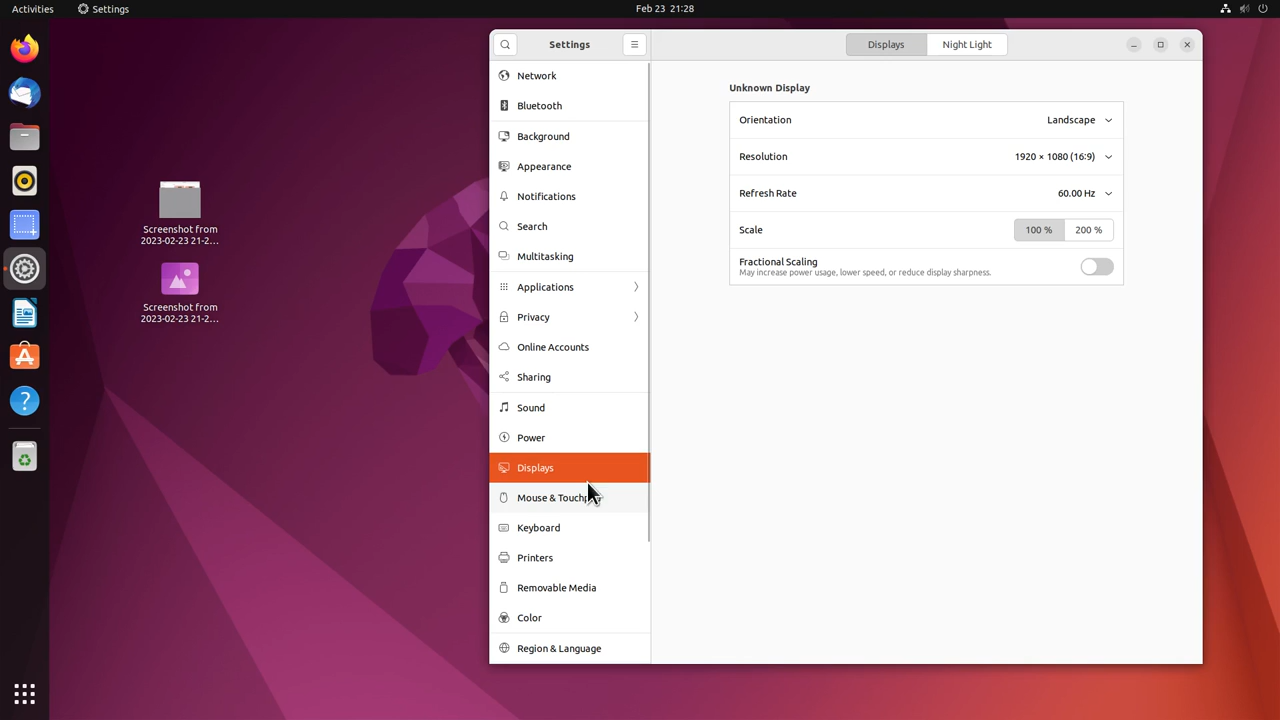 Activities
Settings
Feb 23 21:28
Screenshot from
2023-02-23 21-2...
Screenshot from
2023-02-23 21-2...
Settings
Network
Bluetooth
Background
Appearance
Notifications
Search
Multitasking
Applications
Privacy
Online Accounts
Sharing
Sound
Power
Displays
Mouse &
Keyboard
Printers
Removable Media
Color
Region & Language
Displays
Night Light
Unknown Display
Orientation
Landscape
Resolution
1920 × 1080 (16:9)
Refresh Rate
60.00 Hz
Scale
100 %
200 %
Fractional Scaling
May increase power usage, lower speed, or reduce display sharpness.